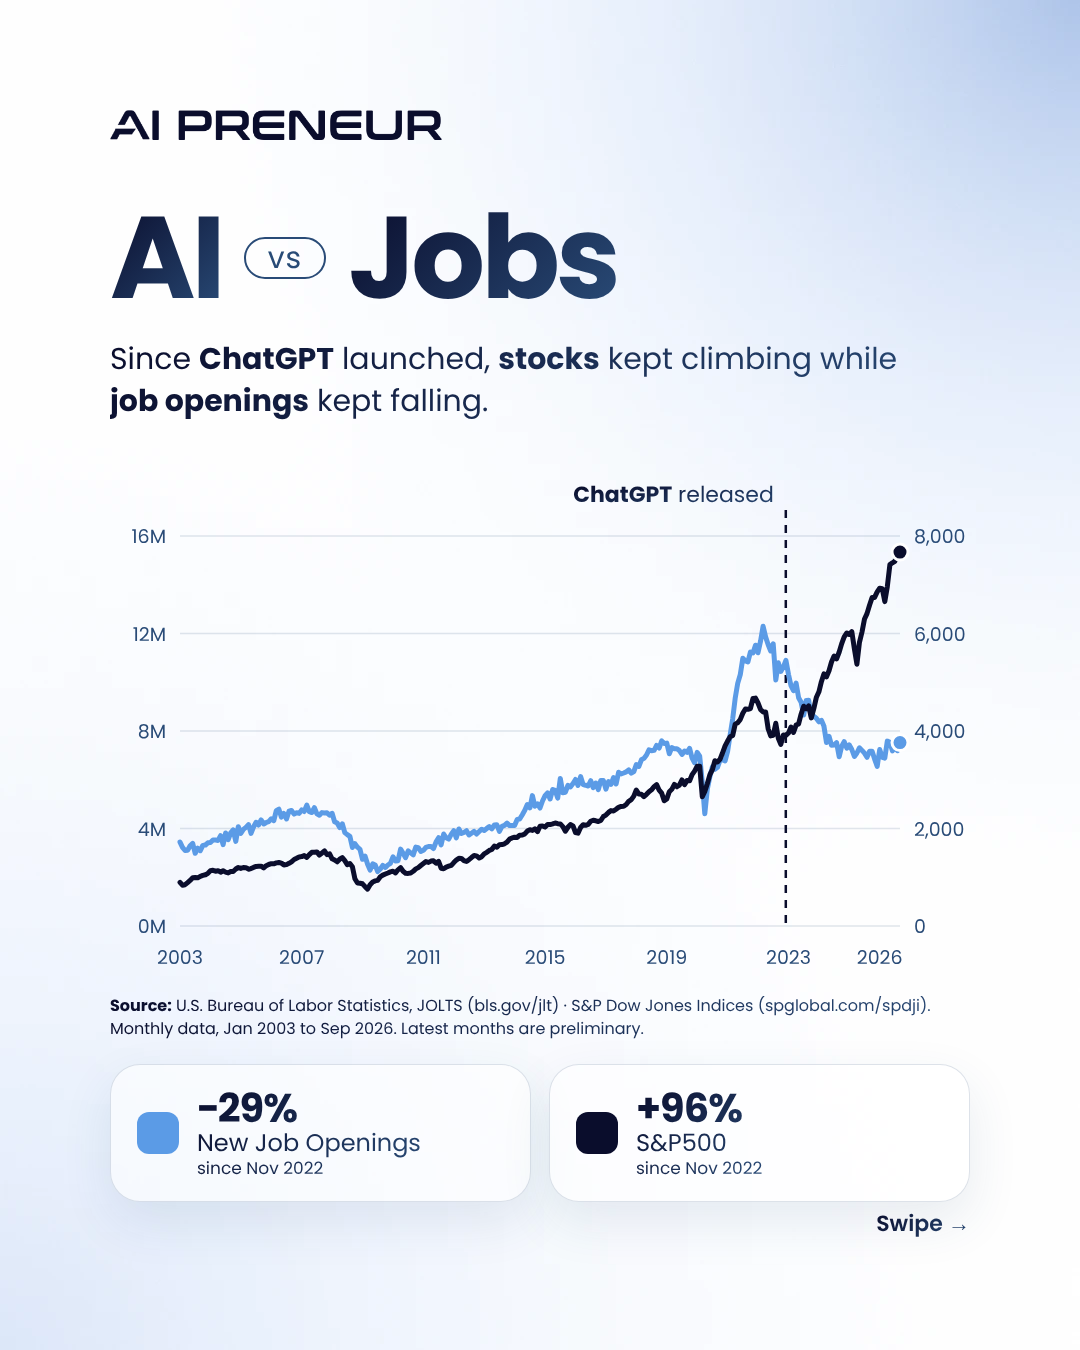 AI PRENEUR
AI vs Jobs
Since ChatGPT launched, stocks kept climbing while
job openings kept falling.
ChatGPT released
16M 8,000
12M 6,000
8M 4,000
4M 2,000
0M 0
2003 2007 2011 2015 2019 2023 2026
Source: U.S. Bureau of Labor Statistics, JOLTS (bls.gov/jlt) · S&P Dow Jones Indices (spglobal.com/spdji).
Monthly data, Jan 2003 to Sep 2026. Latest months are preliminary.
-29%
New Job Openings
since Nov 2022
+96%
S&P500
since Nov 2022
Swipe →